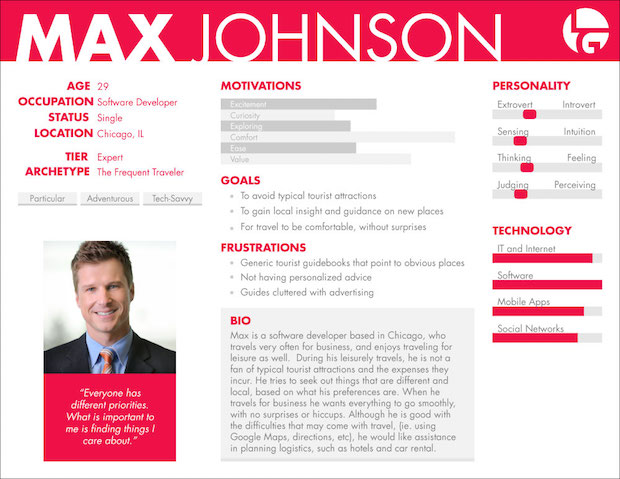 MAX JOHNSON
LG
AGE 29
OCCUPATION Software Developer
STATUS Single
LOCATION Chicago, IL
TIER Expert
ARCHETYPE The Frequent Traveler
Particular
Adventurous
Tech-Savvy
"Everyone has
different priorities.
What is important to
me is finding things I
care about."
MOTIVATIONS
Excitement
Curiosity
Exploring
Comfort
Ease
Value
GOALS
To avoid typical tourist attractions
To gain local insight and guidance on new places
For travel to be comfortable, without surprises
FRUSTRATIONS
Generic tourist guidebooks that point to obvious places
Not having personalized advice
Guides cluttered with advertising
BIO
Max is a software developer based in Chicago, who
travels very often for business, and enjoys traveling for
leisure as well. During his leisurely travels, he is not a
fan of typical tourist attractions and the expenses they
incur. He tries to seek out things that are different and
local, based on what his preferences are. When he
travels for business he wants everything to go smoothly,
with no surprises or hiccups. Although he is good with
the difficulties that may come with travel, (ie. using
Google Maps, directions, etc), he would like assistance
in planning logistics, such as hotels and car rental.
PERSONALITY
Extrovert Introvert
Sensing Intuition
Thinking Feeling
Judging Perceiving
TECHNOLOGY
IT and Internet
Software
Mobile Apps
Social Networks